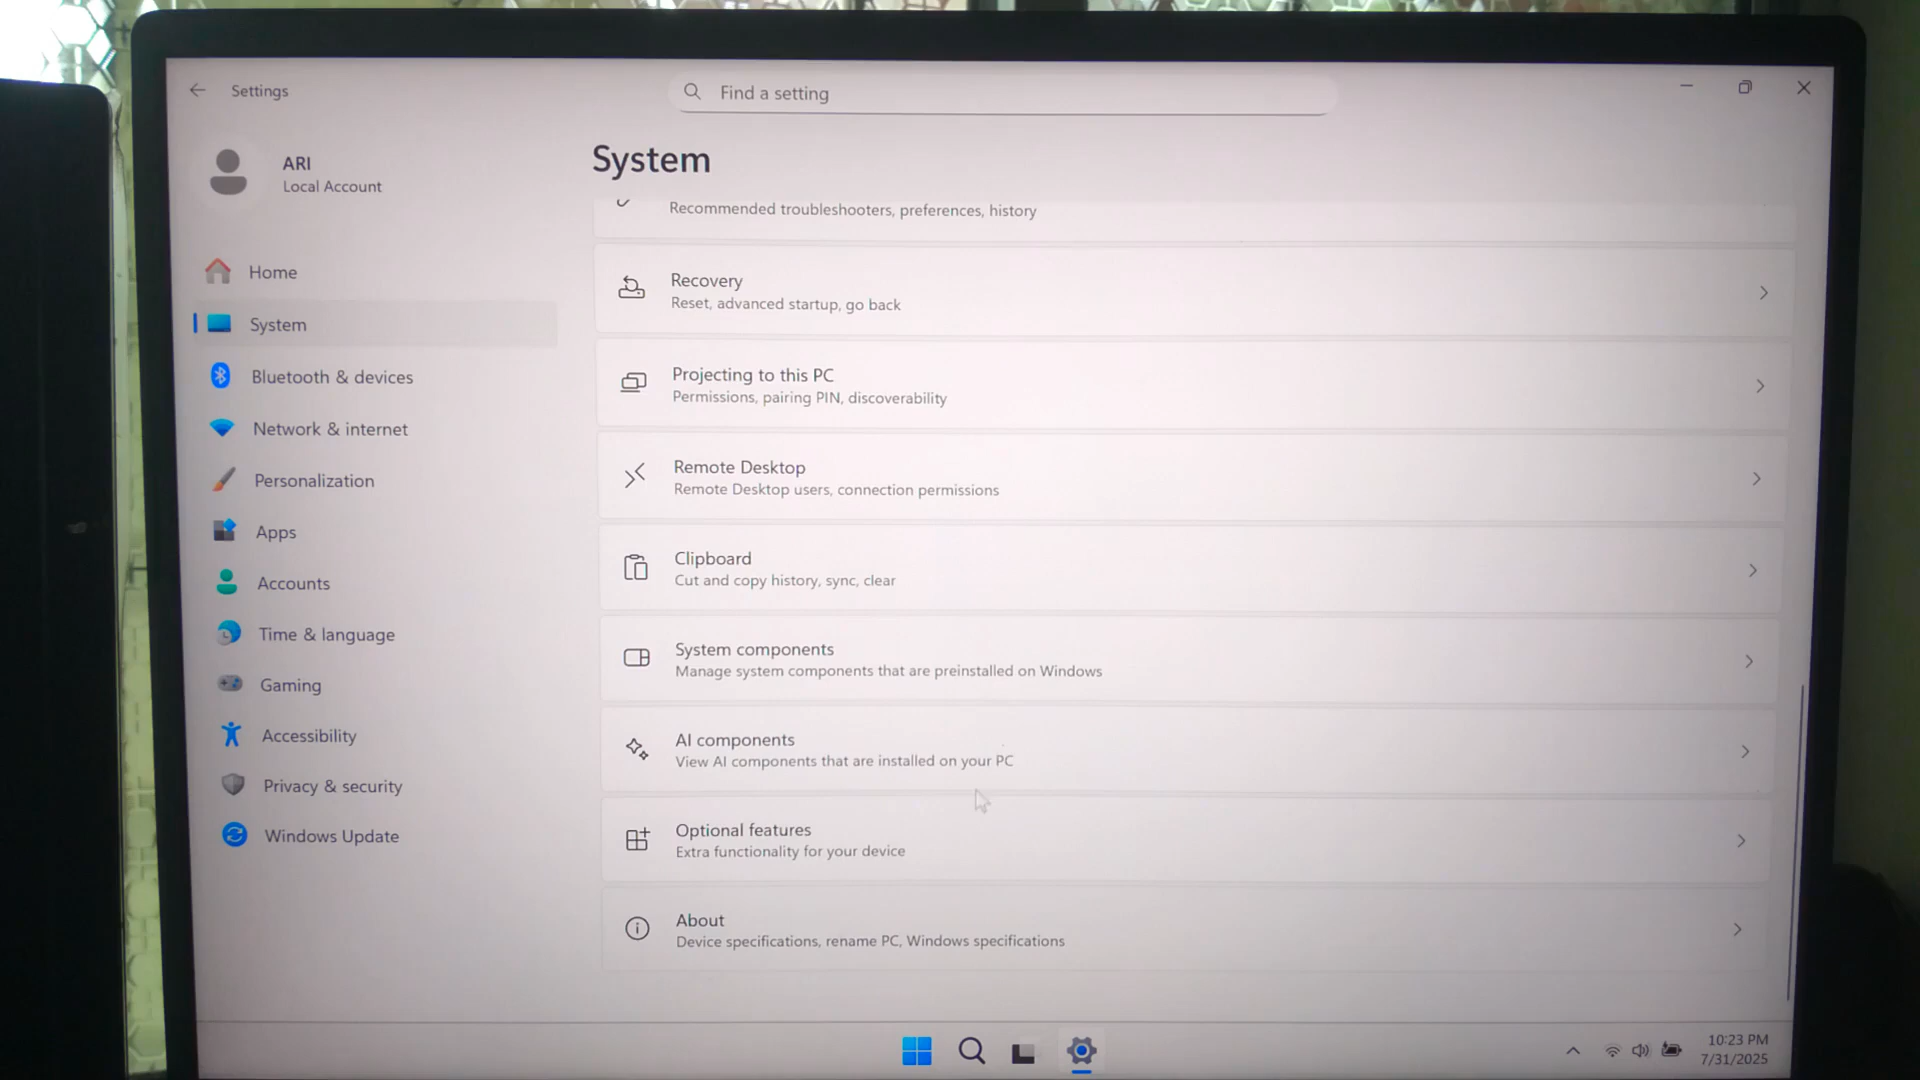 Settings
Find a setting
ARI
Local Account
System
Home
System
Bluetooth & devices
Network & internet
Personalization
Apps
Accounts
Time & language
Gaming
Accessibility
Privacy & security
Windows Update
Recommended troubleshooters, preferences, history
Recovery
Reset, advanced startup, go back
Projecting to this PC
Permissions, pairing PIN, discoverability
Remote Desktop
Remote Desktop users, connection permissions
Clipboard
Cut and copy history, sync, clear
System components
Manage system components that are preinstalled on Windows
AI components
View AI components that are installed on your PC
Optional features
Extra functionality for your device
About
Device specifications, rename PC, Windows specifications
10:23 PM
7/31/2025